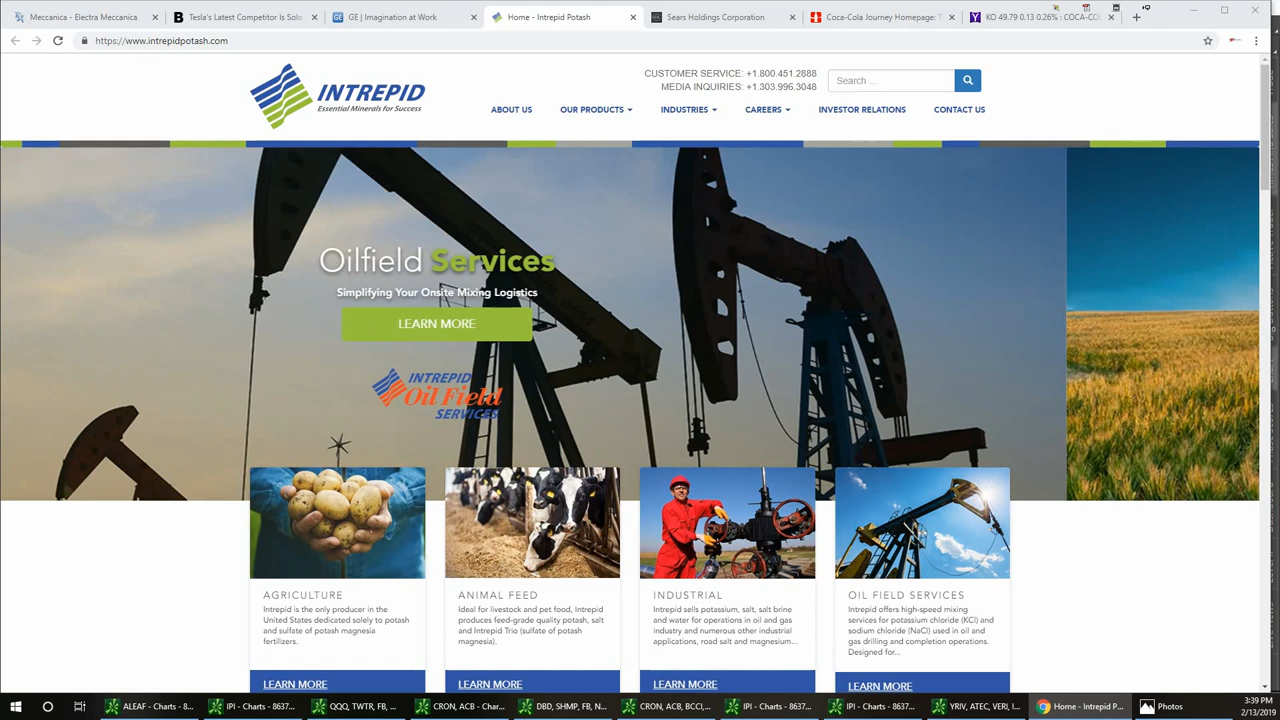 Meccanica - Electra Meccanica
Tesla's Latest Competitor Is Solo
GE | Imagination at Work
Home - Intrepid Potash
Sears Holdings Corporation
Coca-Cola Journey Homepage: T
KO 49.79 0.13 0.26% : COCA-CO
https://www.intrepidpotash.com
INTREPID
Essential Minerals for Success
CUSTOMER SERVICE: +1.800.451.2888
MEDIA INQUIRIES: +1.303.996.3048
Search ...
ABOUT US OUR PRODUCTS INDUSTRIES CAREERS INVESTOR RELATIONS CONTACT US
Oilfield Services
Simplifying Your Onsite Mixing Logistics
LEARN MORE
INTREPID
Oil Field
SERVICES
AGRICULTURE
Intrepid is the only producer in the
United States dedicated solely to potash
and sulfate of potash magnesia
fertilizers.
LEARN MORE
ANIMAL FEED
Ideal for livestock and pet food, Intrepid
produces feed-grade quality potash, salt
and Intrepid Trio (sulfate of potash
magnesia).
LEARN MORE
INDUSTRIAL
Intrepid sells potassium, salt, salt brine
and water for operations in oil and gas
industry and numerous other industrial
applications, road salt and magnesium...
LEARN MORE
OIL FIELD SERVICES
Intrepid offers high-speed mixing
services for potassium chloride (KCl) and
sodium chloride (NaCl) used in oil and
gas drilling and completion operations.
Designed for...
LEARN MORE
ALEAF - Charts - 8...
IPI - Charts - 8637...
QQQ, TWTR, FB, ...
CRON, ACB - Char...
DBD, SHMP, FB, N...
CRON, ACB, BCCI,...
IPI - Charts - 8637...
IPI - Charts - 8637...
YRIV, ATEC, VERI, I...
Home - Intrepid P...
Photos
3:39 PM
2/13/2019